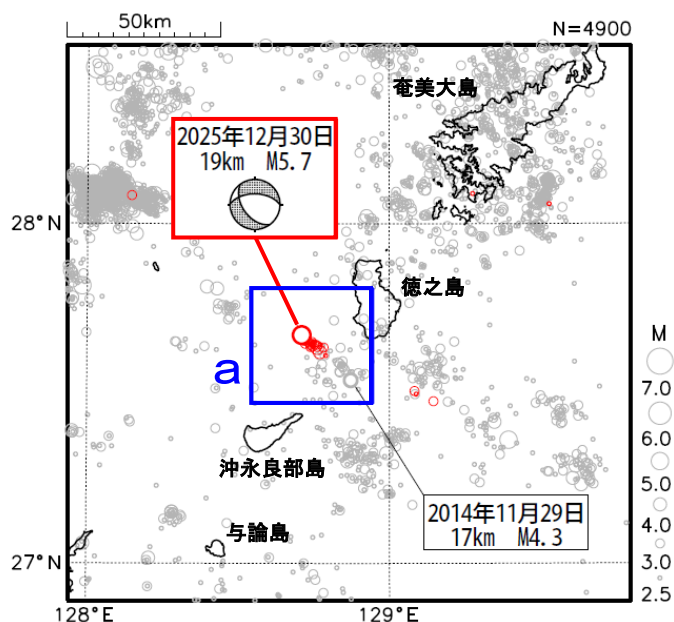 50km
N=4900
奄美大島
2025年12月30日
19km M5.7
28°N
徳之島
a
M
7.0
6.0
5.0
4.0
3.0
2.5
沖永良部島
2014年11月29日
17km M4.3
与論島
27°N
128°E
129°E